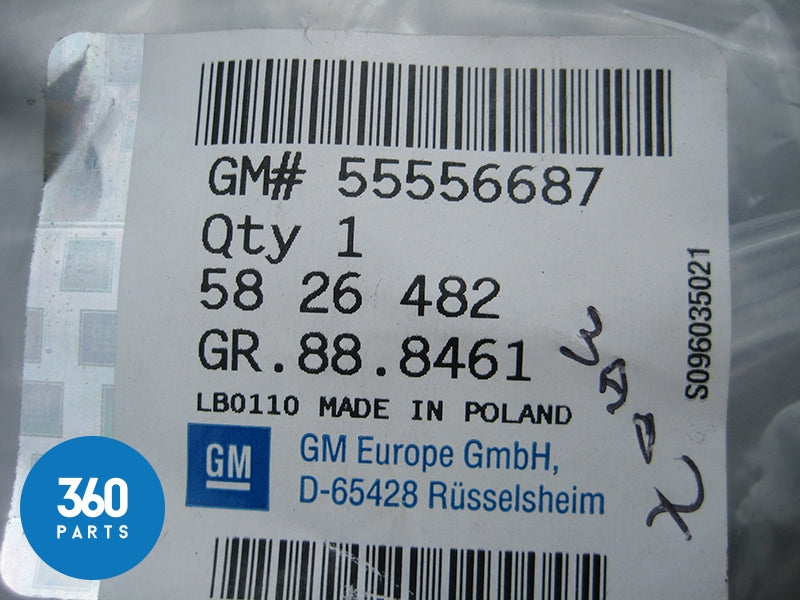 GM# 55556687
Qty 1
58 26 482
GR.88.8461
LB0110 MADE IN POLAND
GM
GM Europe GmbH,
D-65428 Rüsselsheim
S096035021
360
PARTS